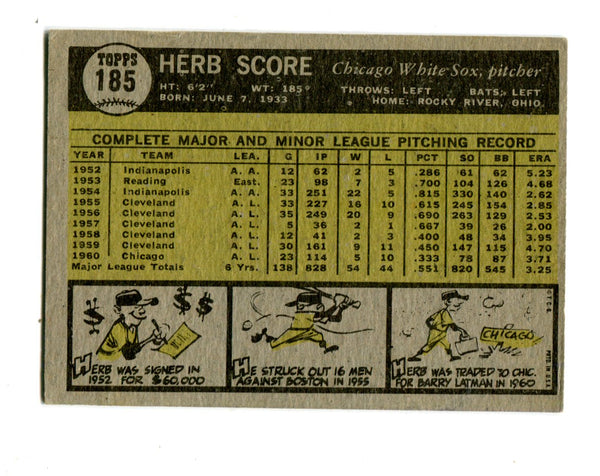 TOPPS
185
HERB SCORE Chicago White Sox, pitcher
HT: 6'2" WT: 185 THROWS: LEFT BATS: LEFT
BORN: JUNE 7, 1933 HOME: ROCKY RIVER, OHIO.
COMPLETE MAJOR AND MINOR LEAGUE PITCHING RECORD
YEAR TEAM LEA. G IP W L PCT SO BB ERA
1952 Indianapolis A. A. 12 62 2 5 .286 61 62 5.23
1953 Reading East. 23 98 7 3 .700 104 126 4.68
1954 Indianapolis A. A. 33 251 22 5 .815 330 140 2.62
1955 Cleveland A. L. 33 227 16 10 .615 245 154 2.85
1956 Cleveland A. L. 35 249 20 9 .690 263 129 2.53
1957 Cleveland A. L. 5 36 2 1 .667 39 26 2.00
1958 Cleveland A. L. 12 41 2 3 .400 48 34 3.95
1959 Cleveland A. L. 30 161 9 11 .450 147 115 4.70
1960 Chicago A. L. 23 114 5 10 .333 78 87 3.71
Major League Totals 6 Yrs. 138 828 54 44 .551 820 545 3.25
$ $ $
HERB WAS SIGNED IN
1952 FOR $60,000
HE STRUCK OUT 16 MEN
AGAINST BOSTON IN 1955
CHICAGO
HERB WAS TRADED TO CHIC.
FOR BARRY LATMAN IN 1960
PRTD. IN U.S.A.